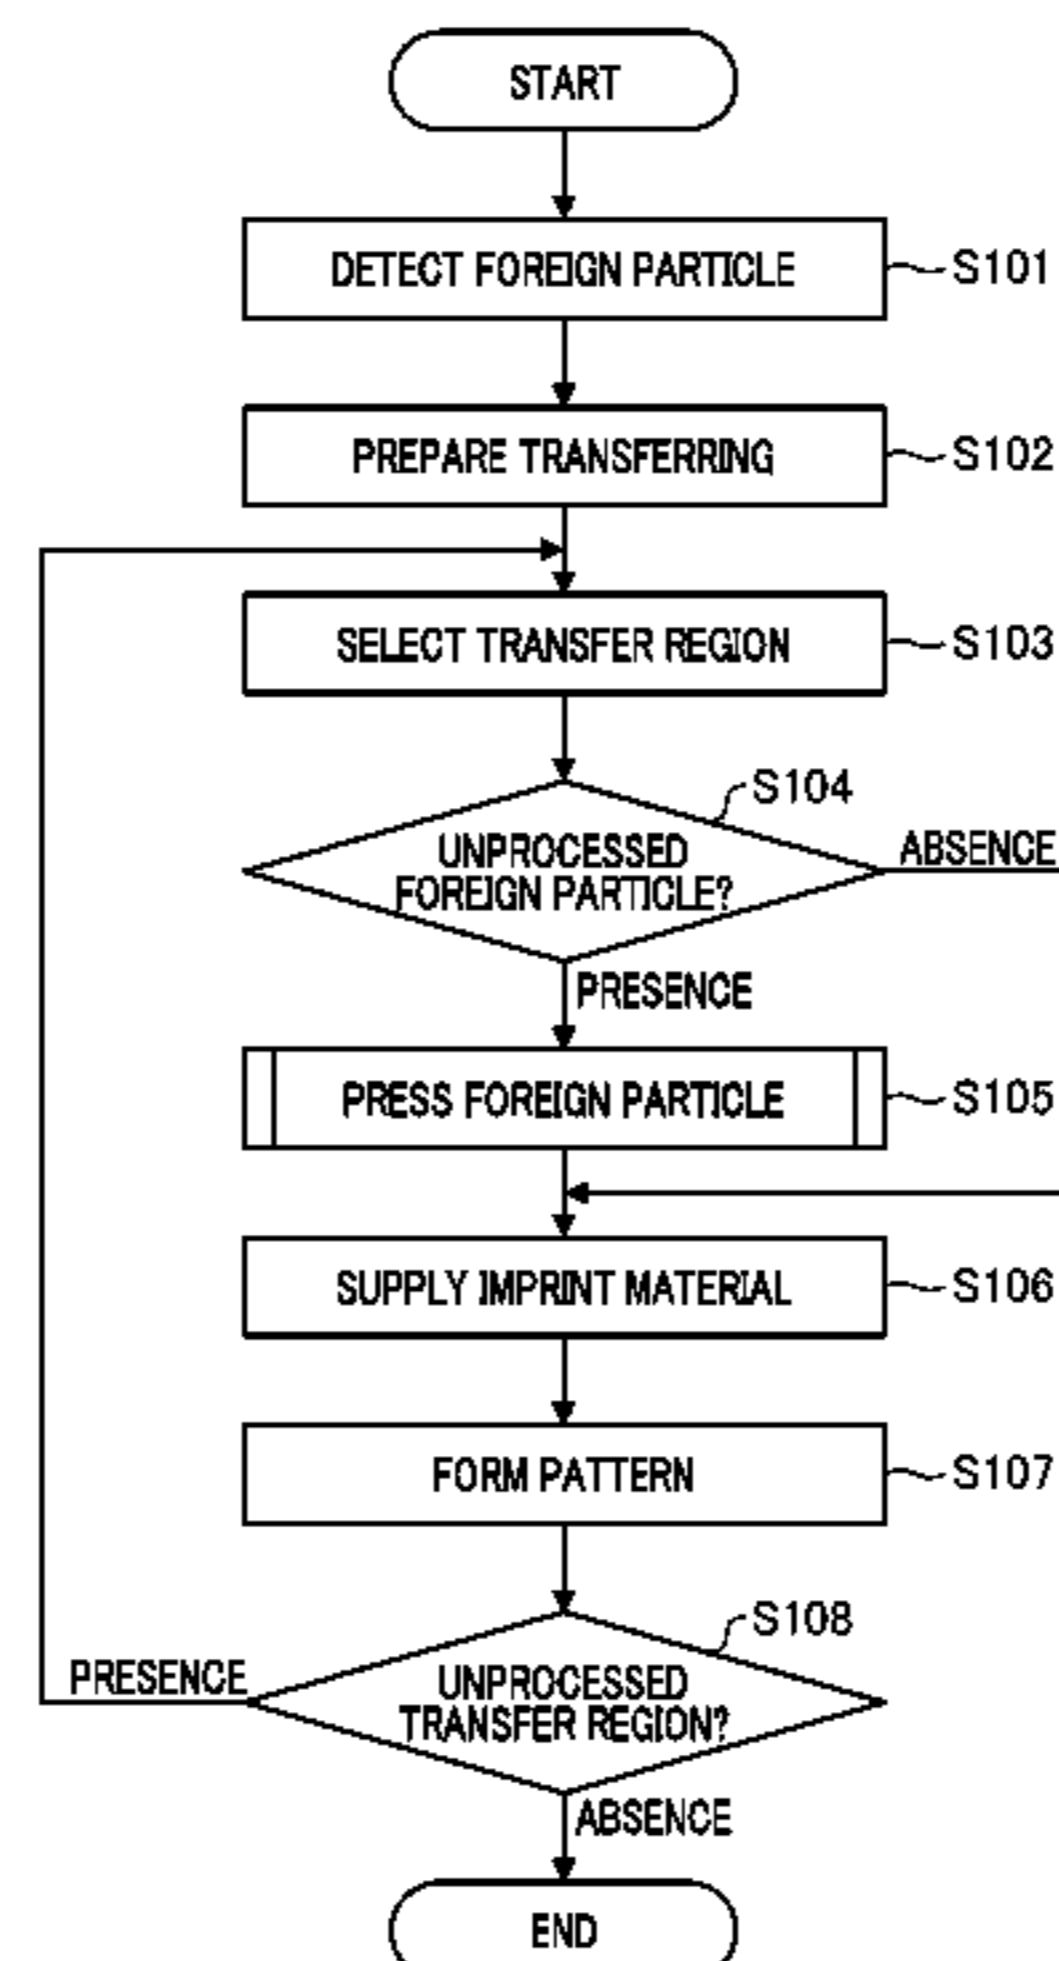 START
DETECT FOREIGN PARTICLE
S101
PREPARE TRANSFERRING
S102
SELECT TRANSFER REGION
S103
S104
UNPROCESSED
FOREIGN PARTICLE?
ABSENCE
PRESENCE
PRESS FOREIGN PARTICLE
S105
SUPPLY IMPRINT MATERIAL
S106
FORM PATTERN
S107
S108
PRESENCE
UNPROCESSED
TRANSFER REGION?
ABSENCE
END